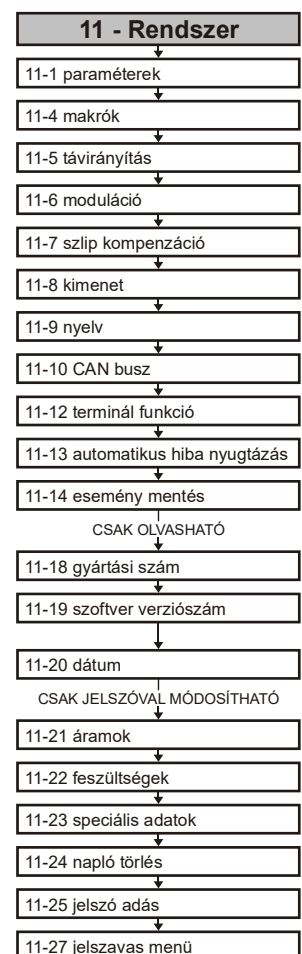 11 - Rendszer
11-1 paraméterek
11-4 makrók
11-5 távirányítás
11-6 moduláció
11-7 szlip kompenzáció
11-8 kimenet
11-9 nyelv
11-10 CAN busz
11-12 terminál funkció
11-13 automatikus hiba nyugtázás
11-14 esemény mentés
CSAK OLVASHATÓ
11-18 gyártási szám
11-19 szoftver verziószám
11-20 dátum
CSAK JELSZÓVAL MÓDOSÍTHATÓ
11-21 áramok
11-22 feszültségek
11-23 speciális adatok
11-24 napló törlés
11-25 jelszó adás
11-27 jelszavas menü